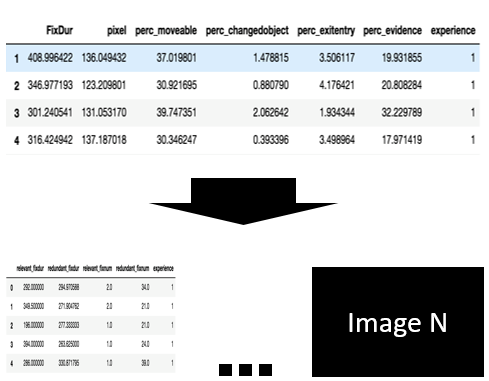 FixDur pixel perc_moveable perc_changedobject perc_exitentry perc_evidence experience
1 408.996422 136.049432 37.019801 1.478815 3.506117 19.931855 1
2 346.977193 123.209801 30.921695 0.880790 4.176421 20.808284 1
3 301.240541 131.053170 39.747351 2.062642 1.934344 32.229789 1
4 316.424942 137.187018 30.346247 0.393396 3.498964 17.971419 1
relevant_fixdur redundant_fixdur relevant_fixnum redundant_fixnum experience
0 292.000000 294.970588 2.0 34.0 1
1 349.500000 271.904762 2.0 21.0 1
2 196.000000 277.333333 1.0 21.0 1
3 394.000000 263.625000 1.0 24.0 1
4 286.000000 330.871795 1.0 39.0 1
Image N